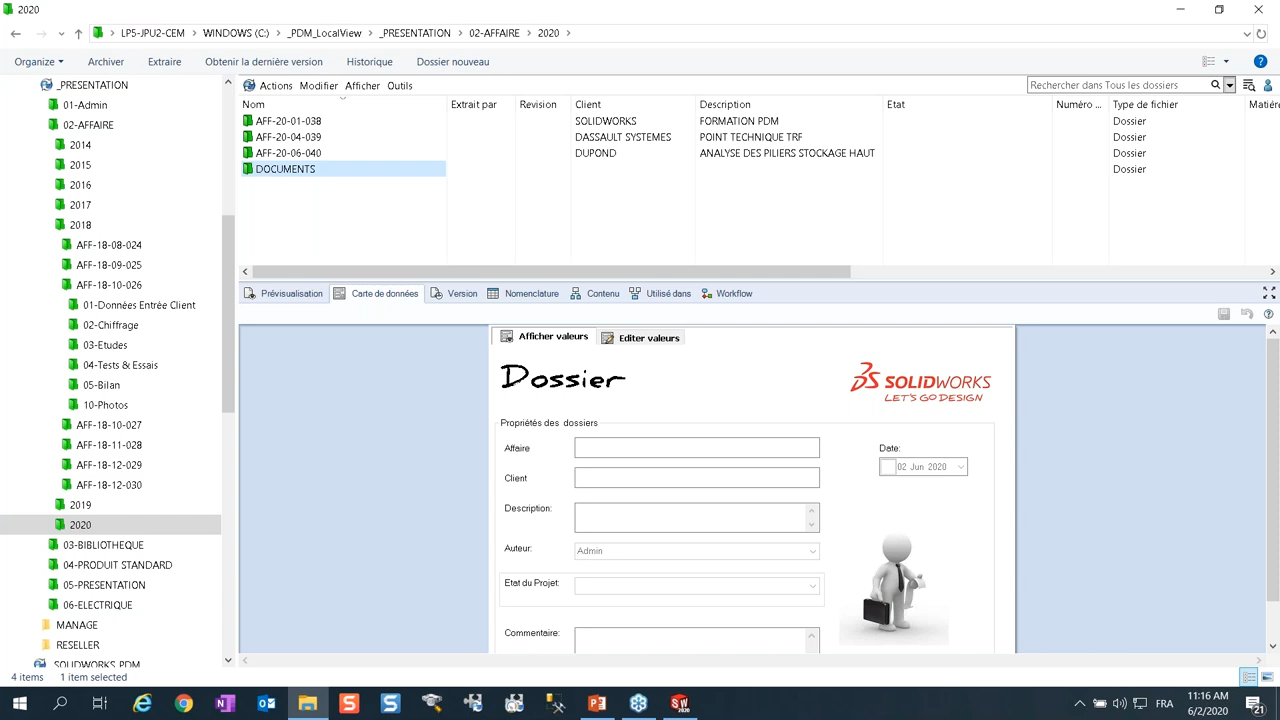 2020
LP5-JPU2-CEM > WINDOWS (C:) > _PDM_LocalView > _PRESENTATION > 02-AFFAIRE > 2020 >
Organize Archiver Extraire Obtenir la dernière version Historique Dossier nouveau
_PRESENTATION
01-Admin
02-AFFAIRE
2014
2015
2016
2017
2018
AFF-18-08-024
AFF-18-09-025
AFF-18-10-026
01-Données Entrée Client
02-Chiffrage
03-Etudes
04-Tests & Essais
05-Bilan
10-Photos
AFF-18-10-027
AFF-18-11-028
AFF-18-12-029
AFF-18-12-030
2019
2020
03-BIBLIOTHEQUE
04-PRODUIT STANDARD
05-PRESENTATION
06-ELECTRIQUE
MANAGE
RESELLER
SOLIDWORKS_PDM
Actions Modifier Afficher Outils
Rechercher dans Tous les dossiers
Nom Extrait par Revision Client Description Etat Numéro ... Type de fichier Matière
AFF-20-01-038 SOLIDWORKS FORMATION PDM Dossier
AFF-20-04-039 DASSAULT SYSTEMES POINT TECHNIQUE TRF Dossier
AFF-20-06-040 DUPOND ANALYSE DES PILIERS STOCKAGE HAUT Dossier
DOCUMENTS Dossier
Prévisualisation Carte de données Version Nomenclature Contenu Utilisé dans Workflow
Afficher valeurs Editer valeurs
Dossier
SOLIDWORKS
LET'S GO DESIGN
Propriétés des dossiers
Affaire
Client
Description:
Auteur: Admin
Etat du Projet:
Commentaire:
Date:
02 Jun 2020
4 items 1 item selected
FRA
11:16 AM
6/2/2020
21